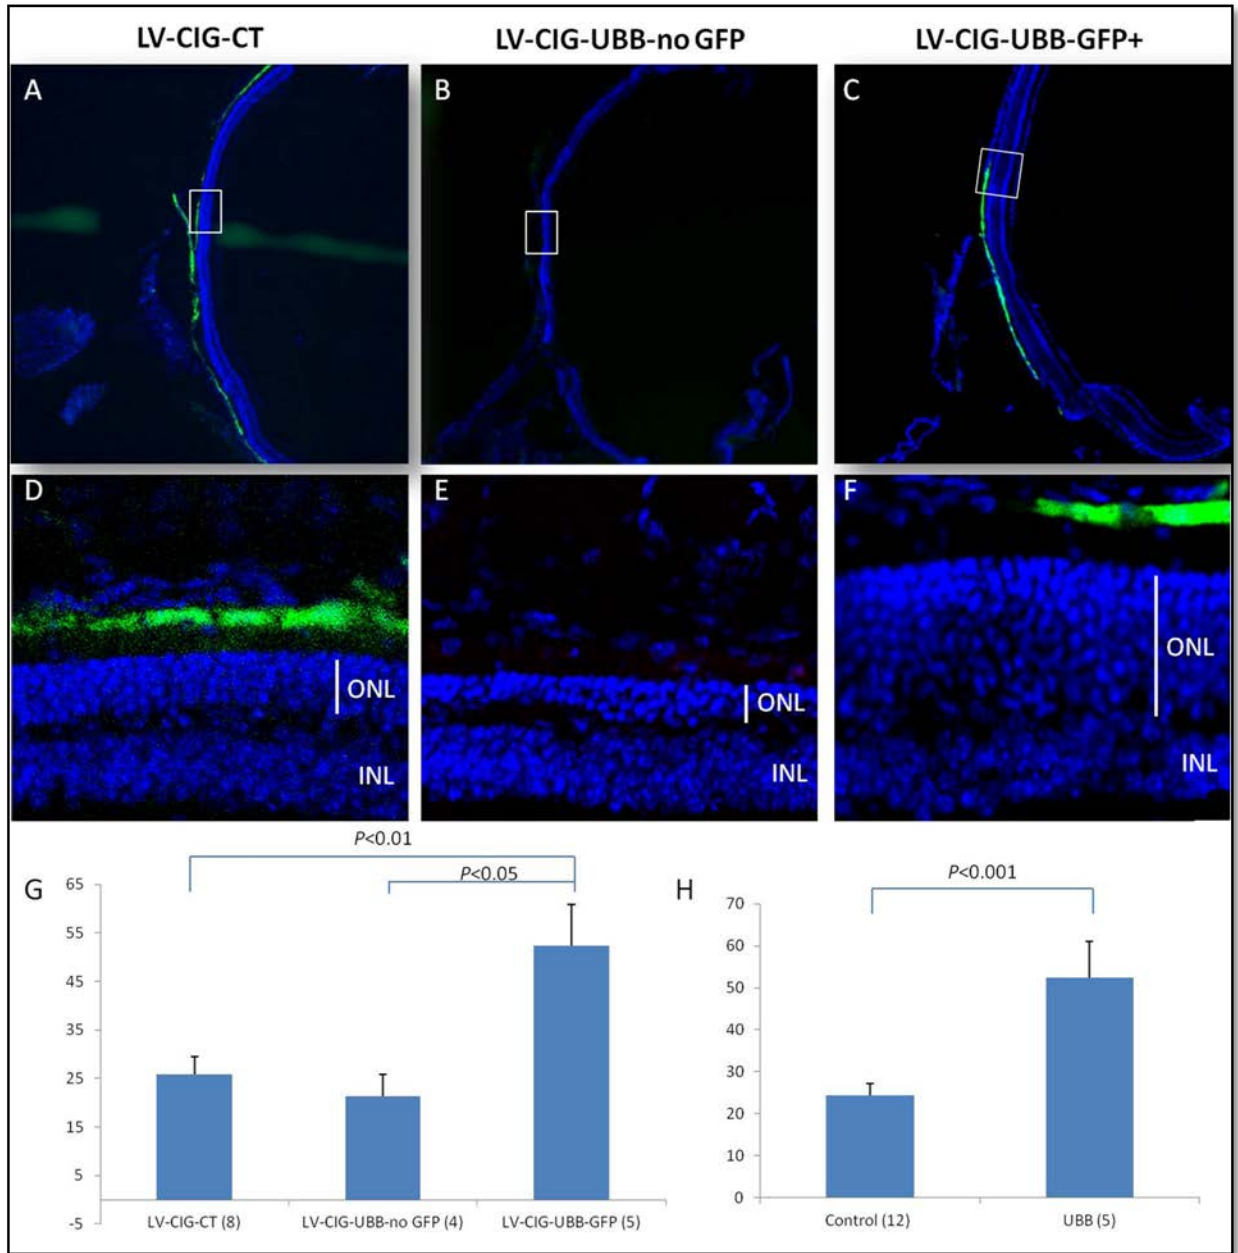 LV-CIG-CT LV-CIG-UBB-no GFP LV-CIG-UBB-GFP+
A B C
D E F
ONL ONL ONL
INL INL INL
G H
P<0.01
P<0.05
65
55
45
35
25
15
5
-5
LV-CIG-CT (8) LV-CIG-UBB-no GFP (4) LV-CIG-UBB-GFP (5)
P<0.001
70
60
50
40
30
20
10
0
Control (12) UBB (5)